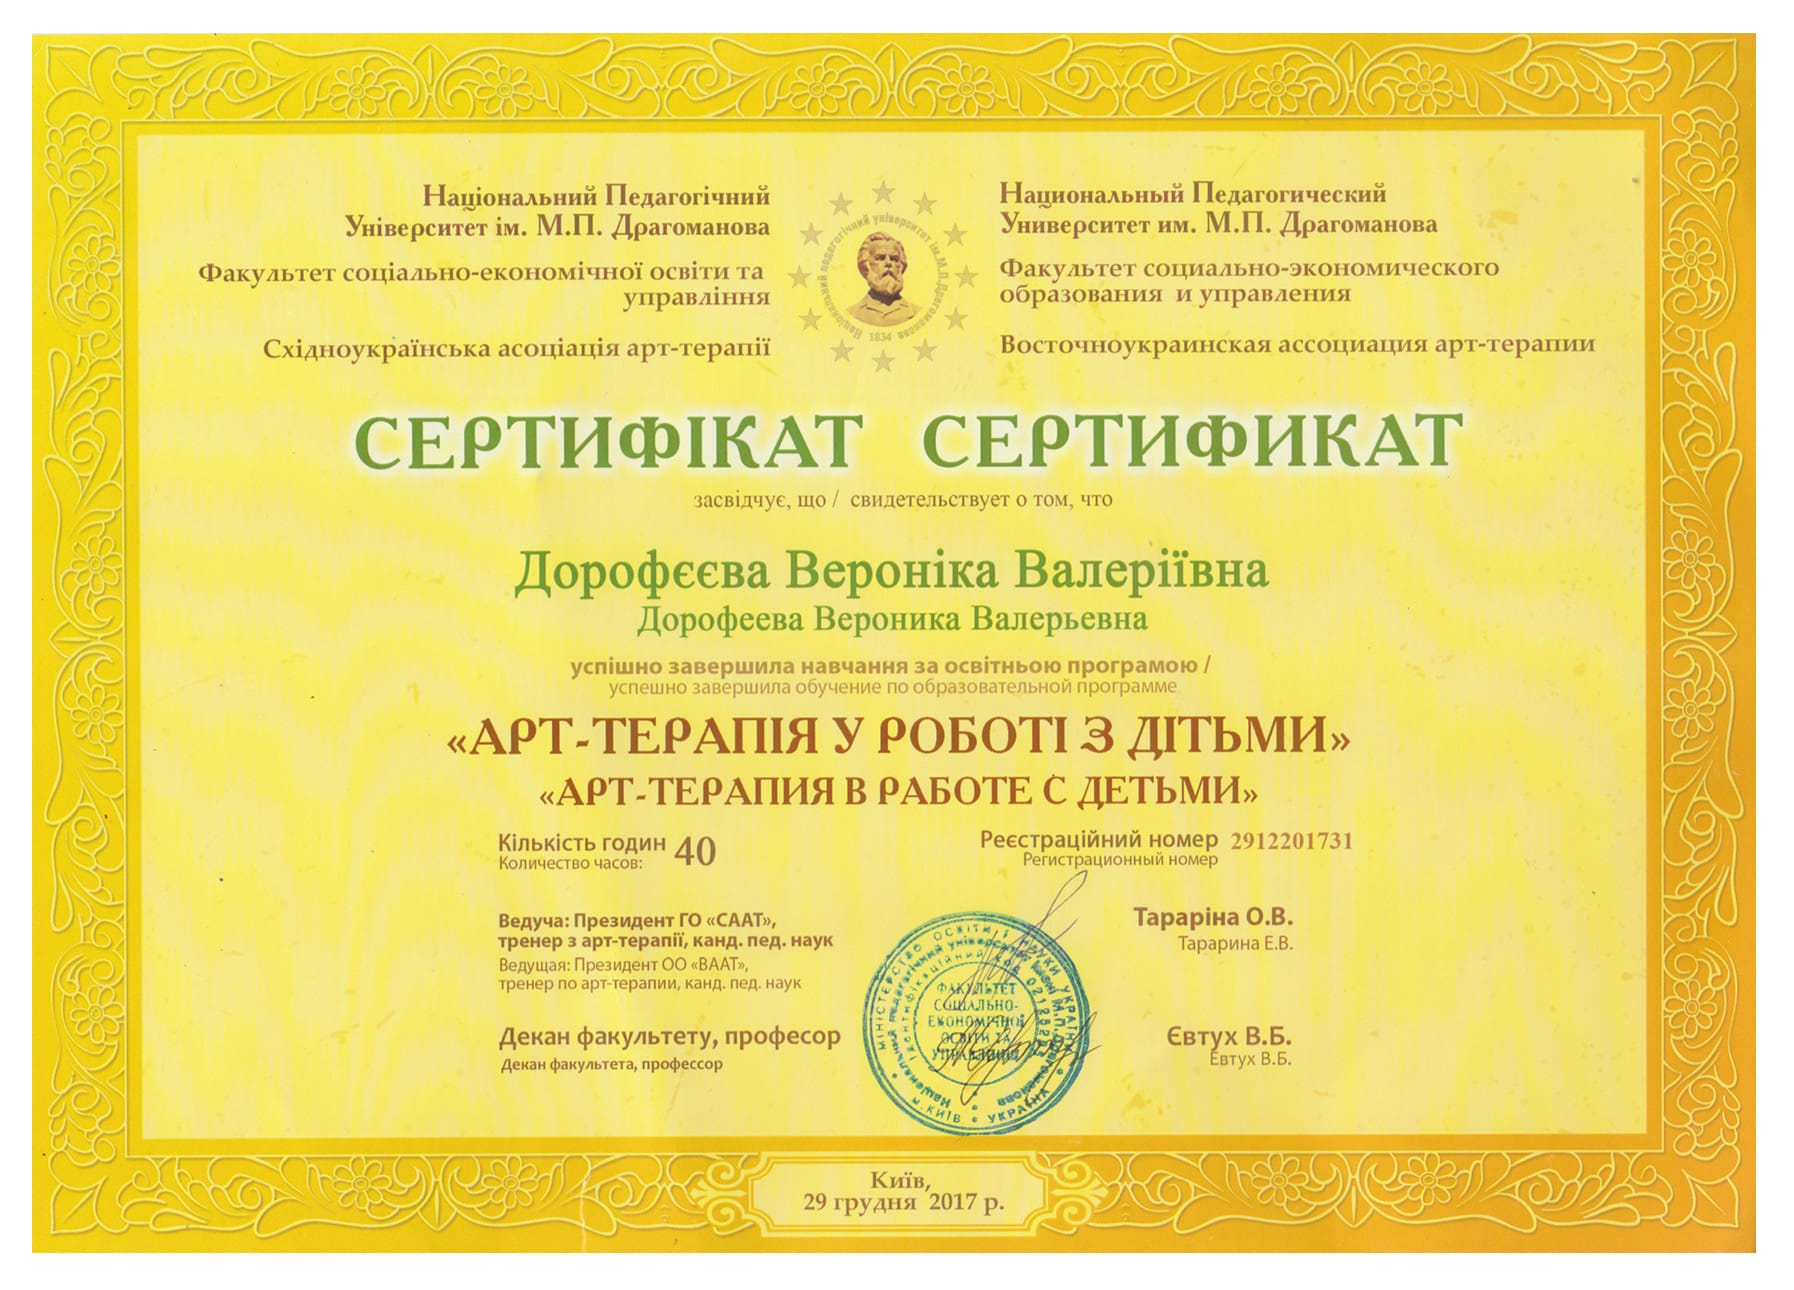 Національний Педагогічний
Університет ім. М.П. Драгоманова
Факультет соціально-економічної освіти та
управління
Східноукраїнська асоціація арт-терапії
Національний педагогічний університет ім.М.П.Драгоманова
1834
Национальный Педагогический
Университет им. М.П. Драгоманова
Факультет социально-экономического
образования и управления
Восточноукраинская ассоциация арт-терапии
СЕРТИФІКАТ СЕРТИФИКАТ
засвідчує, що / свидетельствует о том, что
Дорофєєва Вероніка Валеріївна
Дорофеева Вероника Валерьевна
успішно завершила навчання за освітньою програмою /
успешно завершила обучение по образовательной программе
«АРТ-ТЕРАПІЯ У РОБОТІ З ДІТЬМИ»
«АРТ-ТЕРАПИЯ В РАБОТЕ С ДЕТЬМИ»
Кількість годин 40
Количество часов:
Реєстраційний номер 2912201731
Регистрационный номер
Ведуча: Президент ГО «СААТ»,
тренер з арт-терапії, канд. пед. наук
Ведущая: Президент ОО «ВААТ»,
тренер по арт-терапии, канд. пед. наук
Тараріна О.В.
Тарарина Е.В.
Декан факультету, професор
Декан факультета, профессор
Євтух В.Б.
Евтух В.Б.
МІНІСТЕРСТВО ОСВІТИ І НАУКИ УКРАЇНИ
Національний педагогічний університет імені М.П.Драгоманова
Ідентифікаційний код
ФАКУЛЬТЕТ
СОЦІАЛЬНО-
ЕКОНОМІЧНОЇ
ОСВІТИ ТА
УПРАВЛІННЯ
м.КИЇВ * УКРАЇНА
Київ,
29 грудня 2017 р.